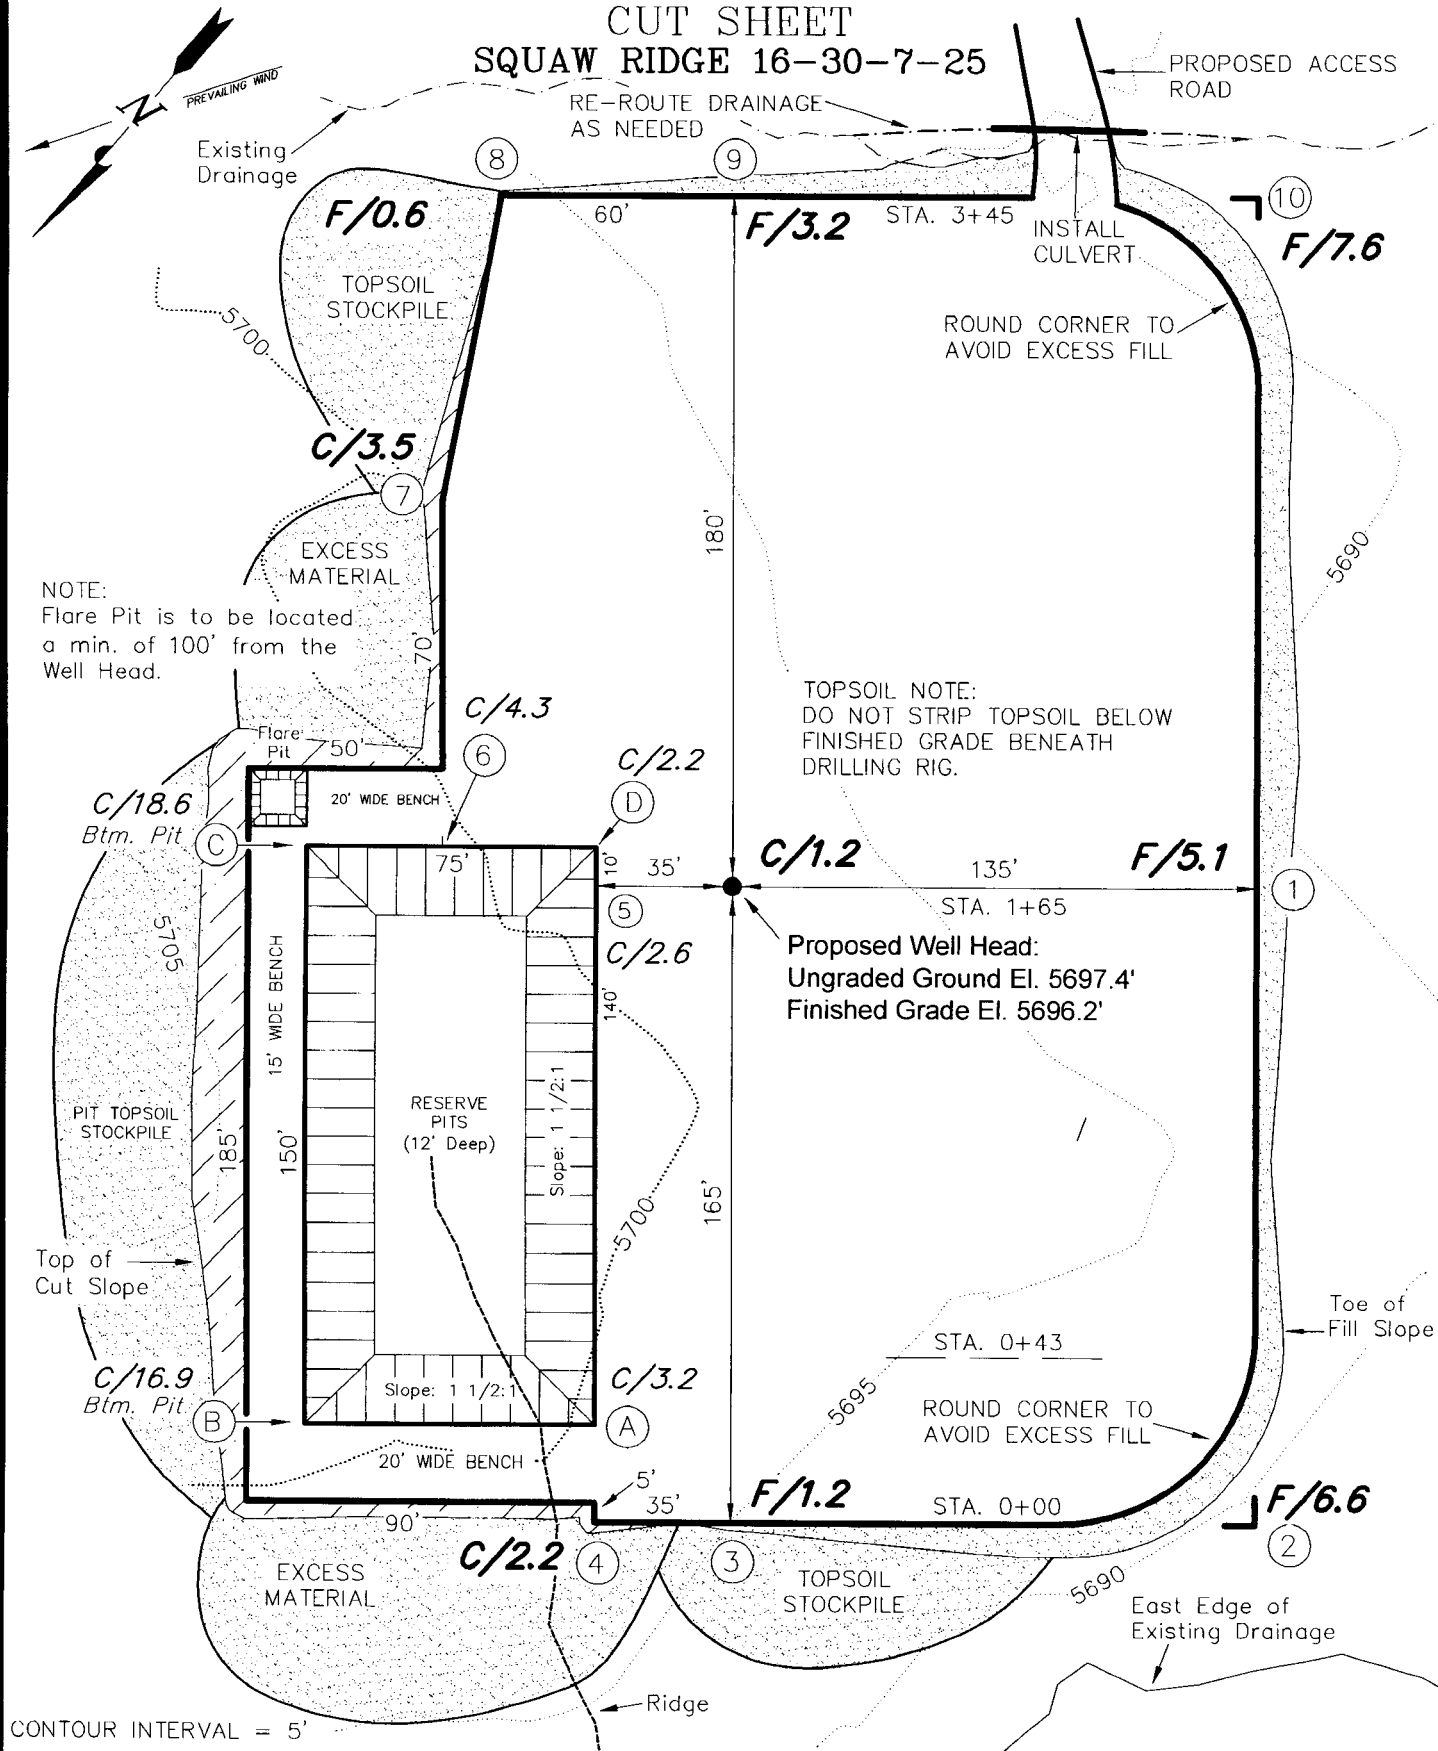 CUT SHEET
SQUAW RIDGE 16-30-7-25
N
PREVAILING WIND
PROPOSED ACCESS
ROAD
RE-ROUTE DRAINAGE
AS NEEDED
Existing
Drainage
8
9
10
F/0.6
60'
F/3.2
STA. 3+45
INSTALL
CULVERT
F/7.6
TOPSOIL
STOCKPILE
5700
ROUND CORNER TO
AVOID EXCESS FILL
C/3.5
7
180'
5690
EXCESS
MATERIAL
NOTE:
Flare Pit is to be located
a min. of 100' from the
Well Head.
70'
TOPSOIL NOTE:
DO NOT STRIP TOPSOIL BELOW
FINISHED GRADE BENEATH
DRILLING RIG.
C/4.3
Flare
Pit
50'
6
C/2.2
C/18.6
Btm. Pit
20' WIDE BENCH
D
C
75'
10'
35'
C/1.2
135'
F/5.1
5
STA. 1+65
1
5705
C/2.6
Proposed Well Head:
Ungraded Ground El. 5697.4'
Finished Grade El. 5696.2'
140'
15' WIDE BENCH
RESERVE
PITS
(12' Deep)
Slope: 1 1/2:1
PIT TOPSOIL
STOCKPILE
185'
150'
165'
5700
Top of
Cut Slope
Toe of
Fill Slope
STA. 0+43
C/16.9
Btm. Pit
Slope: 1 1/2:1
C/3.2
5695
ROUND CORNER TO
AVOID EXCESS FILL
B
A
20' WIDE BENCH
5'
35'
F/1.2
STA. 0+00
F/6.6
90'
C/2.2
4
3
2
EXCESS
MATERIAL
TOPSOIL
STOCKPILE
5690
East Edge of
Existing Drainage
Ridge
CONTOUR INTERVAL = 5'